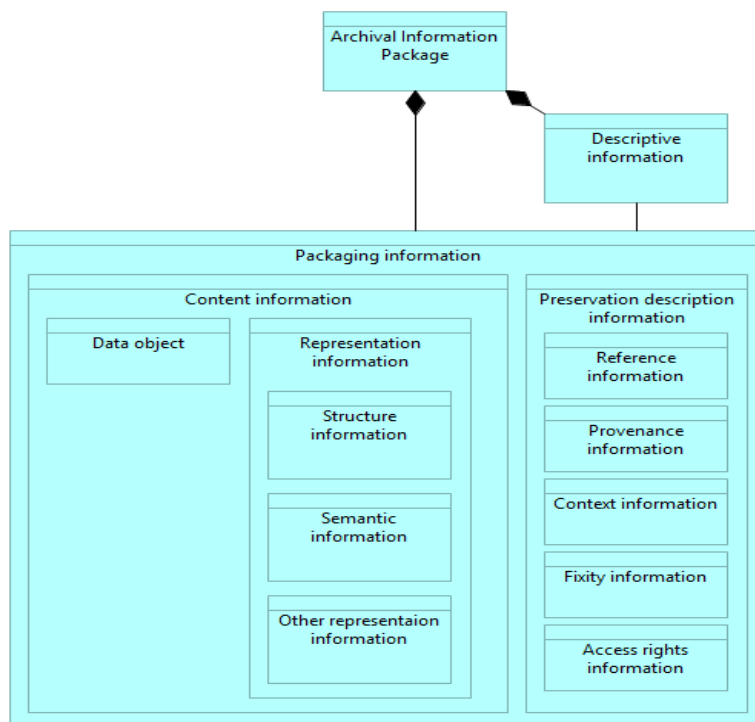 Archival Information
Package
Descriptive
information
Packaging information
Content information
Data object
Representation
information
Structure
information
Semantic
information
Other representaion
information
Preservation description
information
Reference
information
Provenance
information
Context information
Fixity information
Access rights
information